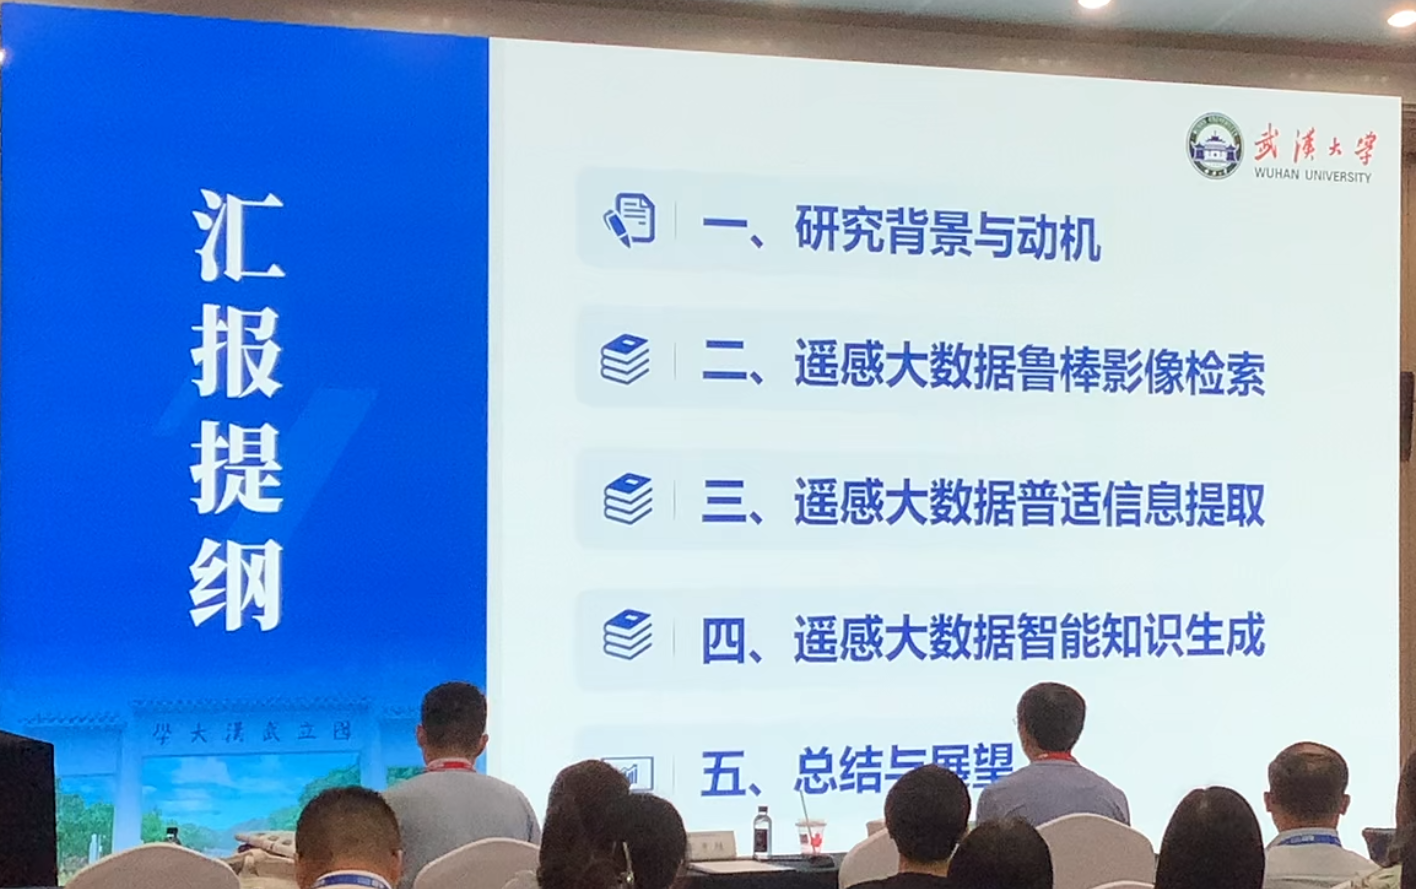 汇报提纲
武漢大学
WUHAN UNIVERSITY
一、研究背景与动机
二、遥感大数据鲁棒影像检索
三、遥感大数据普适信息提取
四、遥感大数据智能知识生成
五、总结与展望
學大漢武立國